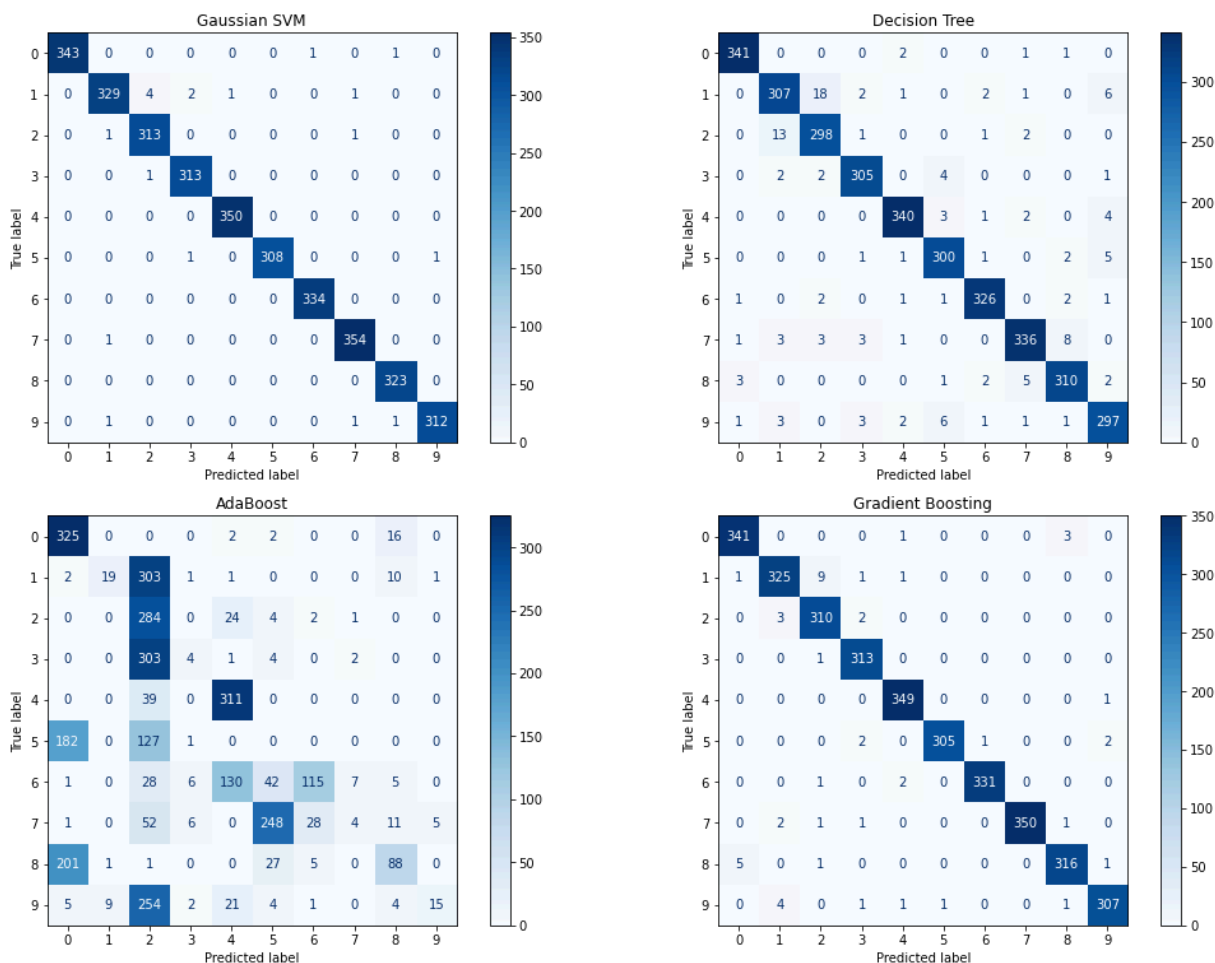 Gaussian SVM
0 343 0 0 0 0 0 1 0 1 0
1 0 329 4 2 1 0 0 1 0 0
2 0 1 313 0 0 0 0 1 0 0
3 0 0 1 313 0 0 0 0 0 0
4 0 0 0 0 350 0 0 0 0 0
5 0 0 0 1 0 308 0 0 0 1
6 0 0 0 0 0 0 334 0 0 0
7 0 1 0 0 0 0 0 354 0 0
8 0 0 0 0 0 0 0 0 323 0
9 0 1 0 0 0 0 0 1 1 312
0 1 2 3 4 5 6 7 8 9
Predicted label
True label
350
300
250
200
150
100
50
0
Decision Tree
0 341 0 0 0 2 0 0 1 1 0
1 0 307 18 2 1 0 2 1 0 6
2 0 13 298 1 0 0 1 2 0 0
3 0 2 2 305 0 4 0 0 0 1
4 0 0 0 0 340 3 1 2 0 4
5 0 0 0 1 1 300 1 0 2 5
6 1 0 2 0 1 1 326 0 2 1
7 1 3 3 3 1 0 0 336 8 0
8 3 0 0 0 0 1 2 5 310 2
9 1 3 0 3 2 6 1 1 1 297
0 1 2 3 4 5 6 7 8 9
Predicted label
True label
300
250
200
150
100
50
0
AdaBoost
0 325 0 0 0 2 2 0 0 16 0
1 2 19 303 1 1 0 0 0 10 1
2 0 0 284 0 24 4 2 1 0 0
3 0 0 303 4 1 4 0 2 0 0
4 0 0 39 0 311 0 0 0 0 0
5 182 0 127 1 0 0 0 0 0 0
6 1 0 28 6 130 42 115 7 5 0
7 1 0 52 6 0 248 28 4 11 5
8 201 1 1 0 0 27 5 0 88 0
9 5 9 254 2 21 4 1 0 4 15
0 1 2 3 4 5 6 7 8 9
Predicted label
True label
300
250
200
150
100
50
0
Gradient Boosting
0 341 0 0 0 1 0 0 0 3 0
1 1 325 9 1 1 0 0 0 0 0
2 0 3 310 2 0 0 0 0 0 0
3 0 0 1 313 0 0 0 0 0 0
4 0 0 0 0 349 0 0 0 0 1
5 0 0 0 2 0 305 1 0 0 2
6 0 0 1 0 2 0 331 0 0 0
7 0 2 1 1 0 0 0 350 1 0
8 5 0 1 0 0 0 0 0 316 1
9 0 4 0 1 1 1 0 0 1 307
0 1 2 3 4 5 6 7 8 9
Predicted label
True label
350
300
250
200
150
100
50
0